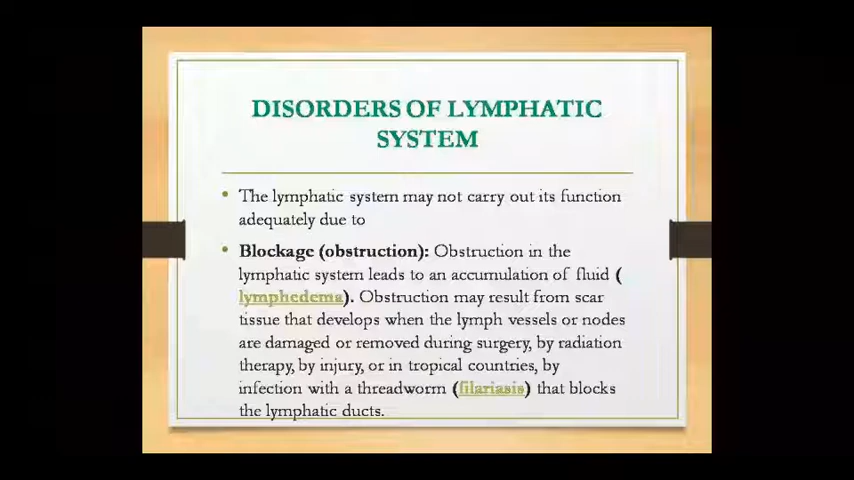 DISORDERS OF LYMPHATIC
SYSTEM
• The lymphatic system may not carry out its function
adequately due to
• Blockage (obstruction): Obstruction in the
lymphatic system leads to an accumulation of fluid (
lymphedema). Obstruction may result from scar
tissue that develops when the lymph vessels or nodes
are damaged or removed during surgery, by radiation
therapy, by injury, or in tropical countries, by
infection with a threadworm (filariasis) that blocks
the lymphatic ducts.